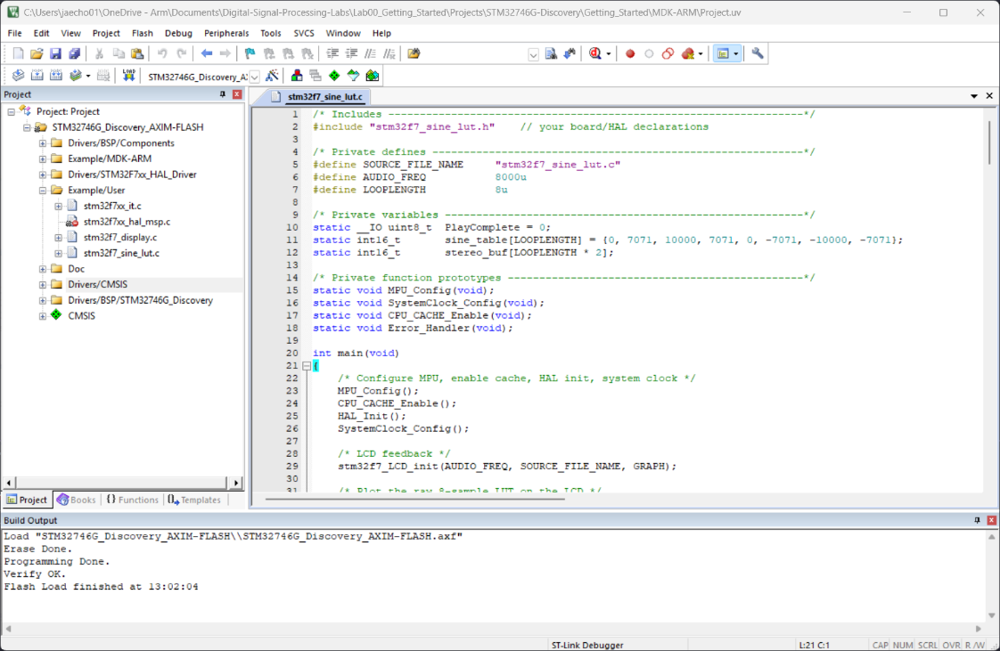 C:\Users\jaecho01\OneDrive - Arm\Documents\Digital-Signal-Processing-Labs\Lab00_Getting_Started\Projects\STM32746G-Discovery\Getting_Started\MDK-ARM\Project.uv
File Edit View Project Flash Debug Peripherals Tools SVCS Window Help
LOAD STM32746G_Discovery_A
Project
Project: Project
STM32746G_Discovery_AXIM-FLASH
Drivers/BSP/Components
Example/MDK-ARM
Drivers/STM32F7xx_HAL_Driver
Example/User
stm32f7xx_it.c
stm32f7xx_hal_msp.c
stm32f7_display.c
stm32f7_sine_lut.c
Doc
Drivers/CMSIS
Drivers/BSP/STM32746G_Discovery
CMSIS
Project Books {} Functions Templates
stm32f7_sine_lut.c
1 /* Includes ------------------------------------------------------------------*/
2 #include "stm32f7_sine_lut.h"    // your board/HAL declarations
3
4 /* Private defines -----------------------------------------------------------*/
5 #define SOURCE_FILE_NAME     "stm32f7_sine_lut.c"
6 #define AUDIO_FREQ           8000u
7 #define LOOPLENGTH           8u
8
9 /* Private variables ---------------------------------------------------------*/
10 static __IO uint8_t  PlayComplete = 0;
11 static int16_t       sine_table[LOOPLENGTH] = {0, 7071, 10000, 7071, 0, -7071, -10000, -7071};
12 static int16_t       stereo_buf[LOOPLENGTH * 2];
13
14 /* Private function prototypes -----------------------------------------------*/
15 static void MPU_Config(void);
16 static void SystemClock_Config(void);
17 static void CPU_CACHE_Enable(void);
18 static void Error_Handler(void);
19
20 int main(void)
21 {
22     /* Configure MPU, enable cache, HAL init, system clock */
23     MPU_Config();
24     CPU_CACHE_Enable();
25     HAL_Init();
26     SystemClock_Config();
27
28     /* LCD feedback */
29     stm32f7_LCD_init(AUDIO_FREQ, SOURCE_FILE_NAME, GRAPH);
30
31     /* Plot the raw 8-sample LUT on the LCD */
Build Output
Load "STM32746G_Discovery_AXIM-FLASH\\STM32746G_Discovery_AXIM-FLASH.axf"
Erase Done.
Programming Done.
Verify OK.
Flash Load finished at 13:02:04
ST-Link Debugger L:21 C:1 CAP NUM SCRL OVR R /W